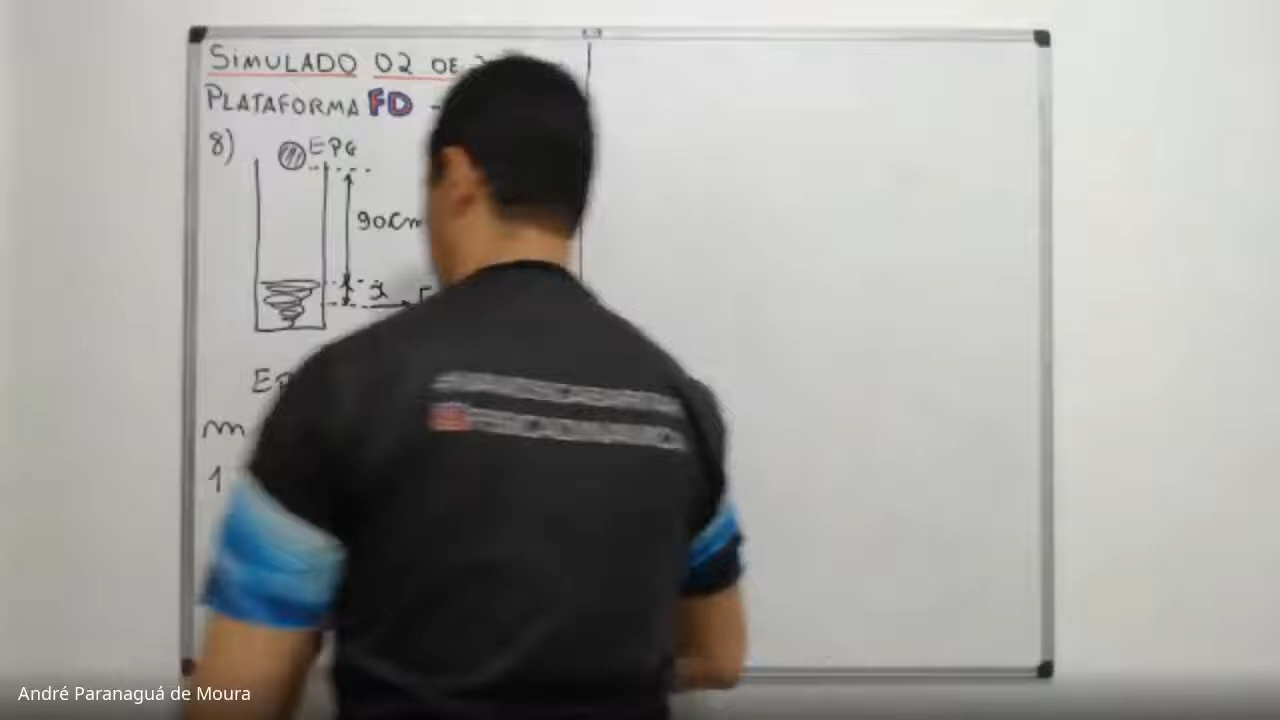 SIMULADO 02 DE
PLATAFORMA FD -
8) EPG
90cm
x
m
1
André Paranaguá de Moura